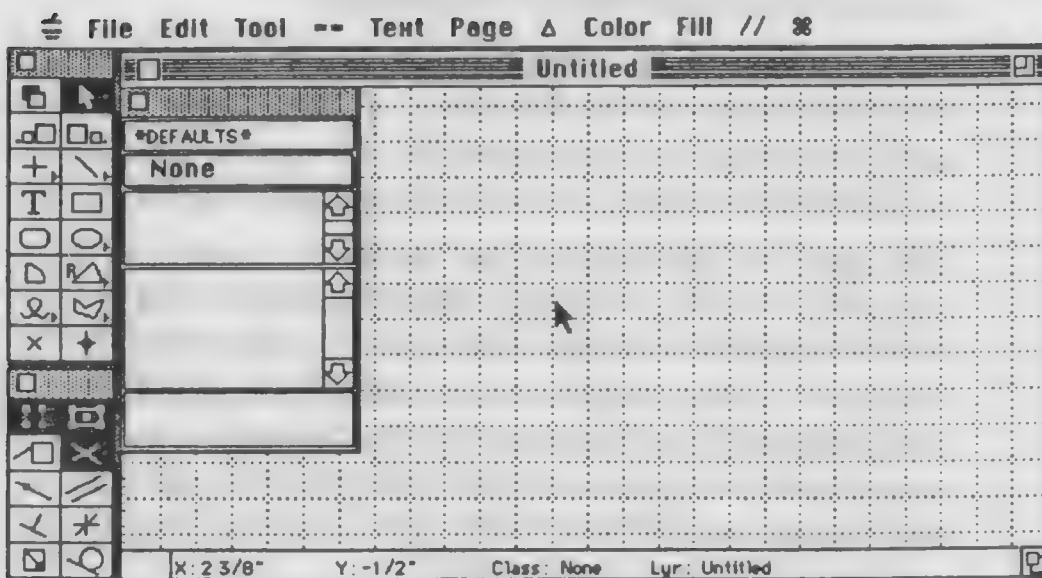 File Edit Tool == Text Page Δ Color Fill // ⌘
Untitled
*DEFAULTS*
None
T
R
X: 2 3/8" Y: -1/2" Class: None Lyr: Untitled